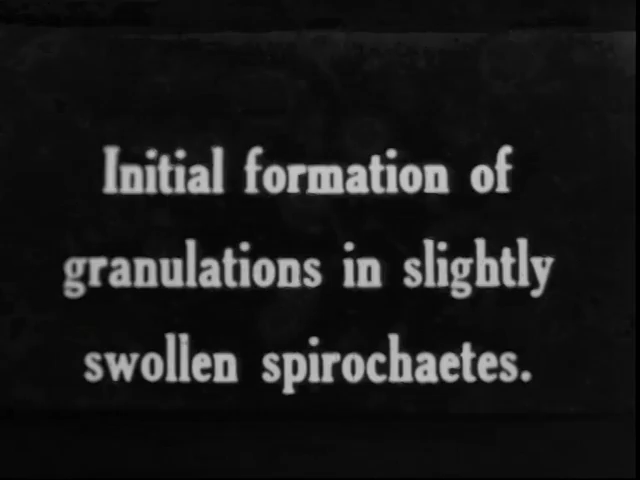 Initial formation of
granulations in slightly
swollen spirochaetes.